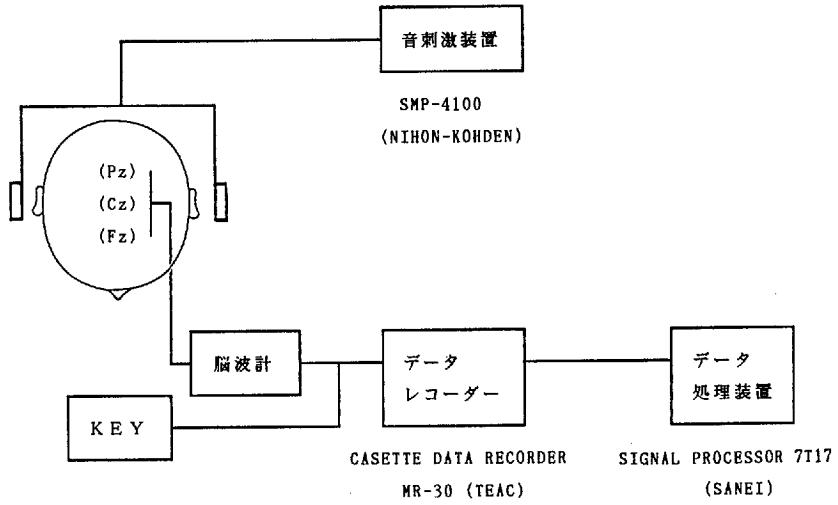 音刺激装置
SMP-4100
(NIHON-KOHDEN)
(Pz)
(Cz)
(Fz)
脳波計
KEY
データ
レコーダー
CASETTE DATA RECORDER
MR-30 (TEAC)
データ
処理装置
SIGNAL PROCESSOR 7T17
(SANEI)